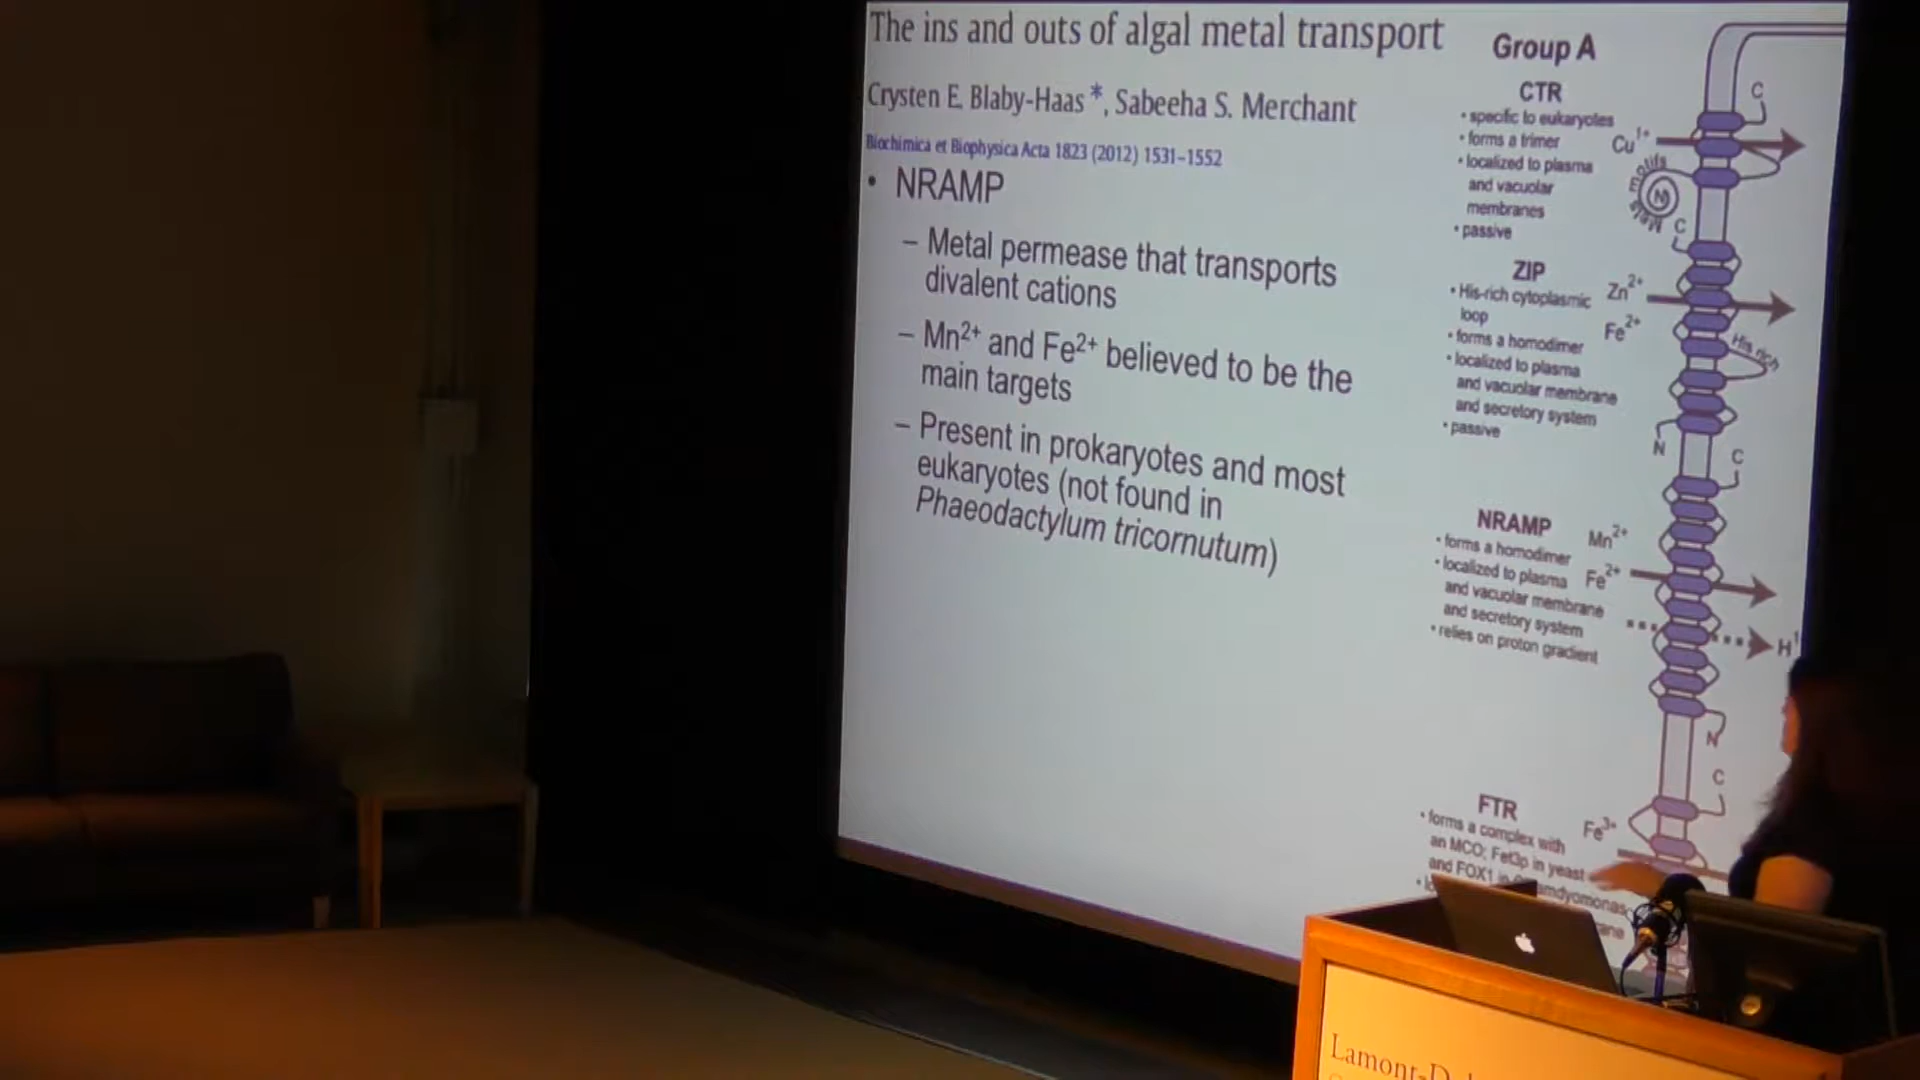 The ins and outs of algal metal transport
Crysten E. Blaby-Haas *, Sabeeha S. Merchant
Biochimica et Biophysica Acta 1823 (2012) 1531–1552
• NRAMP
– Metal permease that transports
divalent cations
– Mn2+ and Fe2+ believed to be the
main targets
– Present in prokaryotes and most
eukaryotes (not found in
Phaeodactylum tricornutum)
Group A
CTR
• specific to eukaryotes
• forms a trimer
• localized to plasma
and vacuolar
membranes
• passive
Cu1+
C
Mets motifs
N
C
ZIP
• His-rich cytoplasmic
loop
• forms a homodimer
• localized to plasma
and vacuolar membrane
and secretory system
• passive
Zn2+
Fe2+
His rich
N
C
NRAMP
• forms a homodimer
• localized to plasma
and vacuolar membrane
and secretory system
• relies on proton gradient
Mn2+
Fe2+
H
N
C
FTR
• forms a complex with
an MCO; Fet3p in yeast
and FOX1 in
Fe3+
Lamont-